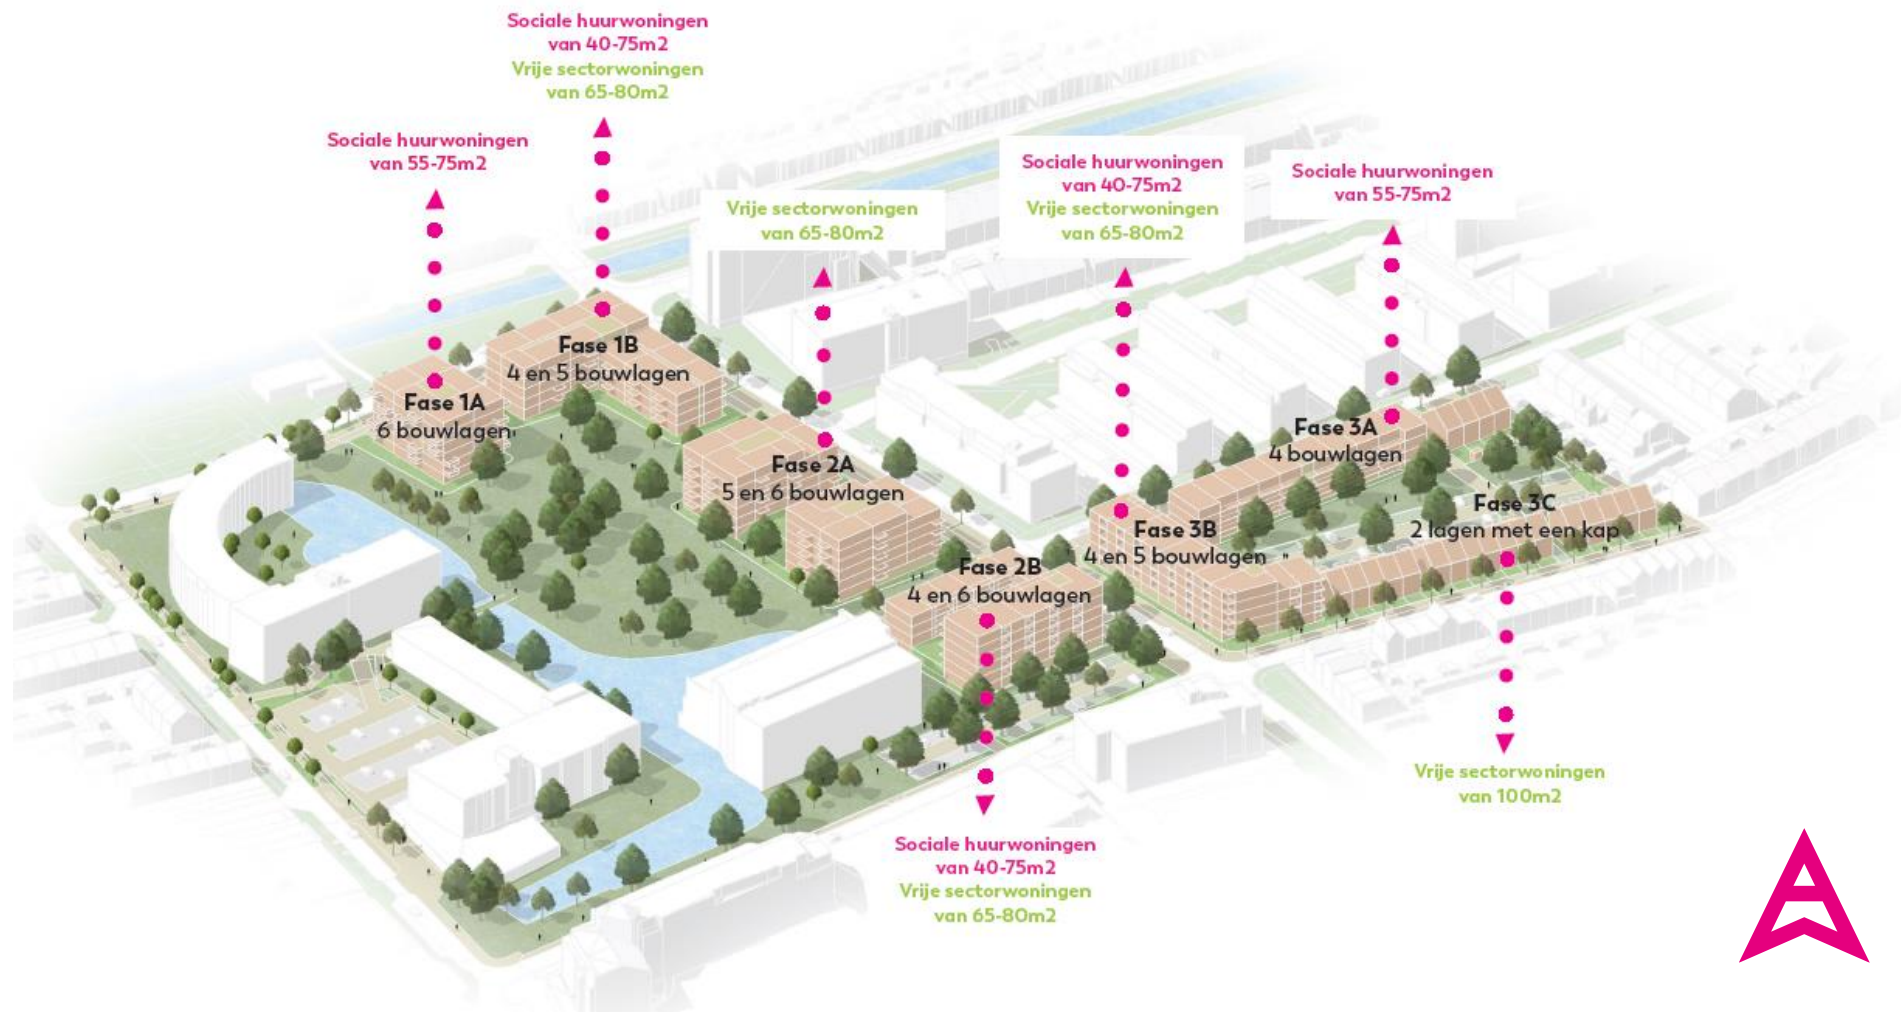 Sociale huurwoningen
van 40-75m2
Vrije sectorwoningen
van 65-80m2
Sociale huurwoningen
van 55-75m2
Vrije sectorwoningen
van 65-80m2
Sociale huurwoningen
van 40-75m2
Vrije sectorwoningen
van 65-80m2
Sociale huurwoningen
van 55-75m2
Fase 1B
4 en 5 bouwlagen
Fase 1A
6 bouwlagen
Fase 2A
5 en 6 bouwlagen
Fase 3A
4 bouwlagen
Fase 3C
2 lagen met een kap
Fase 3B
4 en 5 bouwlagen
Fase 2B
4 en 6 bouwlagen
Vrije sectorwoningen
van 100m2
Sociale huurwoningen
van 40-75m2
Vrije sectorwoningen
van 65-80m2